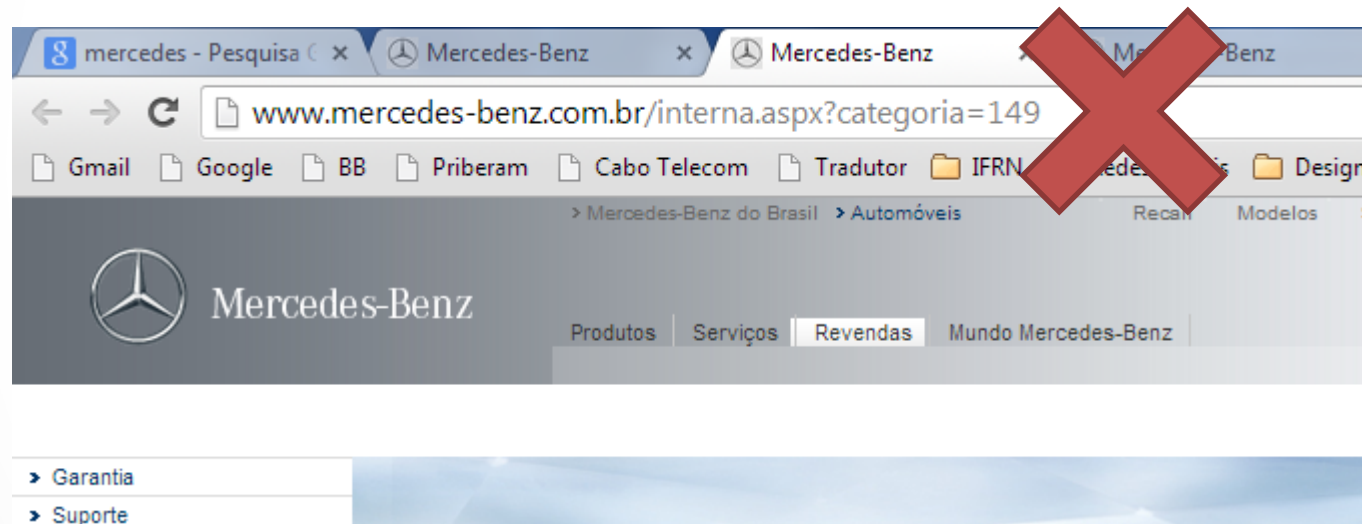 mercedes - Pesquisa G Mercedes-Benz Mercedes-Benz Benz
www.mercedes-benz.com.br/interna.aspx?categoria=149
Gmail Google BB Priberam Cabo Telecom Tradutor IFRN Design
> Mercedes-Benz do Brasil > Automóveis Recall Modelos
Mercedes-Benz
Produtos Serviços Revendas Mundo Mercedes-Benz
> Garantia
> Suporte